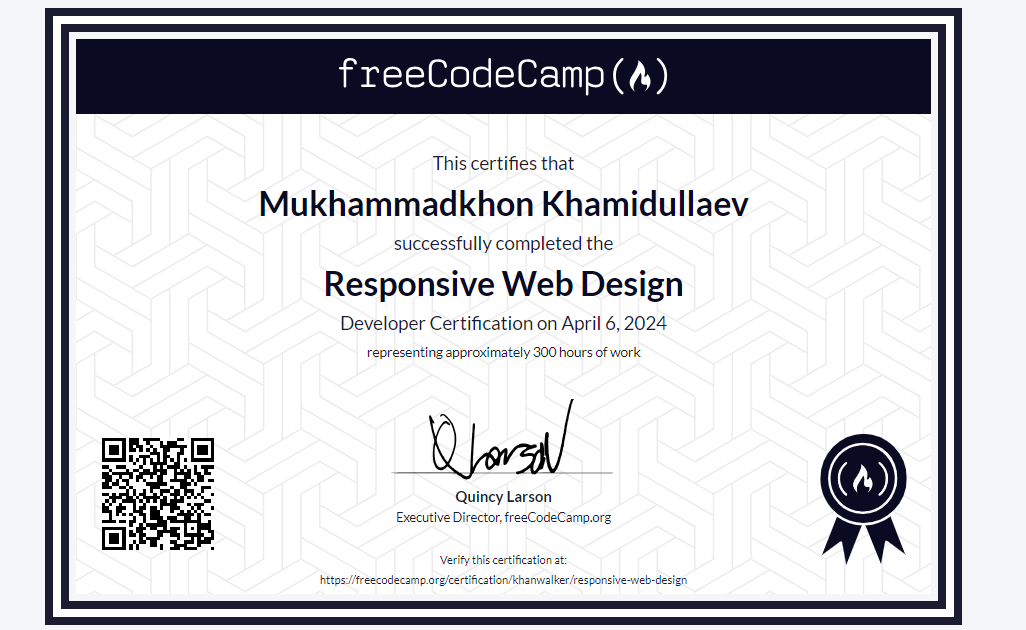 freeCodeCamp
This certifies that
Mukhammadkhon Khamidullaev
successfully completed the
Responsive Web Design
Developer Certification on April 6, 2024
representing approximately 300 hours of work
Q Larson
Quincy Larson
Executive Director, freeCodeCamp.org
Verify this certification at:
https://freecodecamp.org/certification/khanwalker/responsive-web-design